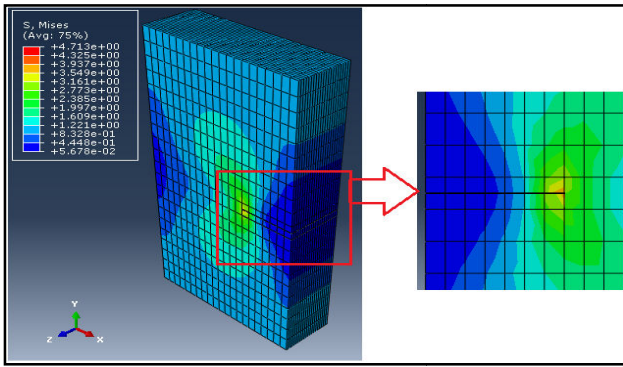 S, Mises
(Avg: 75%)
+4.713e+00
+4.325e+00
+3.937e+00
+3.549e+00
+3.161e+00
+2.773e+00
+2.385e+00
+1.997e+00
+1.609e+00
+1.221e+00
+8.328e-01
+4.448e-01
+5.678e-02
Y
Z
X